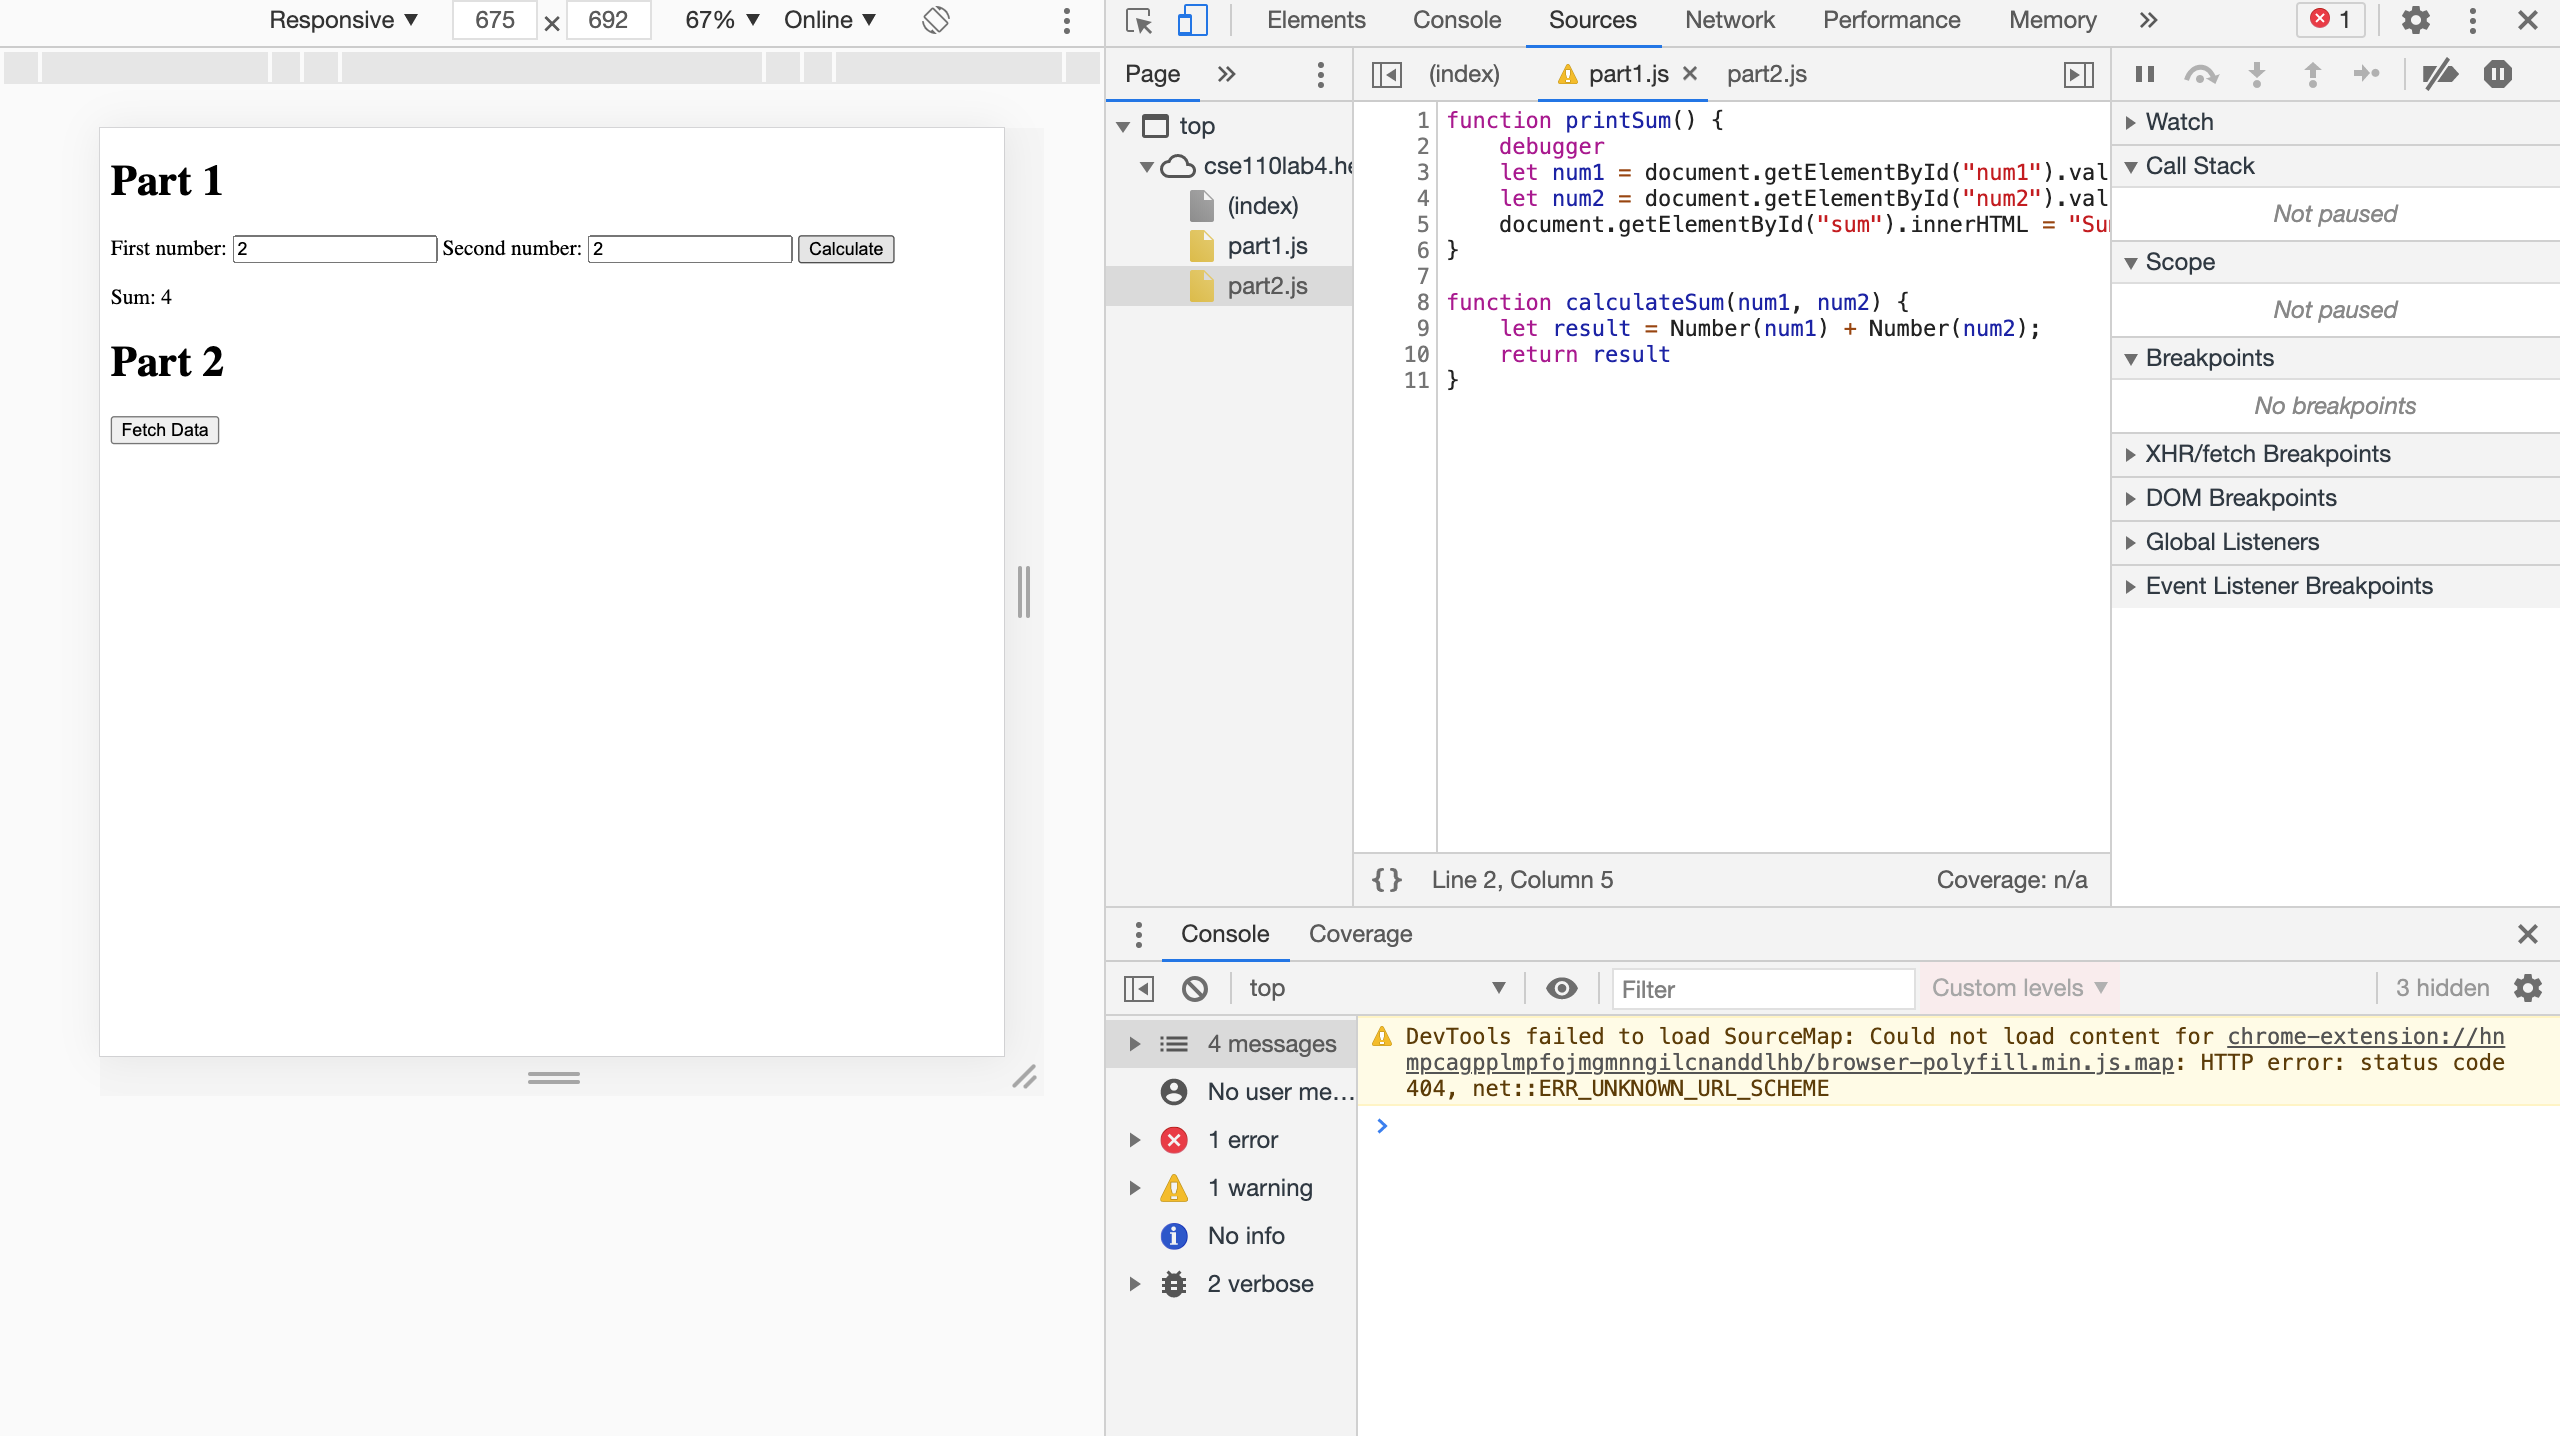 Responsive ▼ 675 × 692 67% ▼ Online ▼
Part 1
First number: 2 Second number: 2 Calculate
Sum: 4
Part 2
Fetch Data
Elements Console Sources Network Performance Memory » 1
Page »
top
cse110lab4.he
(index)
part1.js
part2.js
(index) part1.js × part2.js
1 function printSum() {
2     debugger
3     let num1 = document.getElementById("num1").val
4     let num2 = document.getElementById("num2").val
5     document.getElementById("sum").innerHTML = "Su
6 }
7
8 function calculateSum(num1, num2) {
9     let result = Number(num1) + Number(num2);
10     return result
11 }
{} Line 2, Column 5 Coverage: n/a
Watch
Call Stack
Not paused
Scope
Not paused
Breakpoints
No breakpoints
XHR/fetch Breakpoints
DOM Breakpoints
Global Listeners
Event Listener Breakpoints
Console Coverage
top ▼ Filter Custom levels ▼ 3 hidden
4 messages
No user me...
1 error
1 warning
No info
2 verbose
DevTools failed to load SourceMap: Could not load content for chrome-extension://hn
mpcagpplmpfojmgmnngilcnanddlhb/browser-polyfill.min.js.map: HTTP error: status code
404, net::ERR_UNKNOWN_URL_SCHEME
>